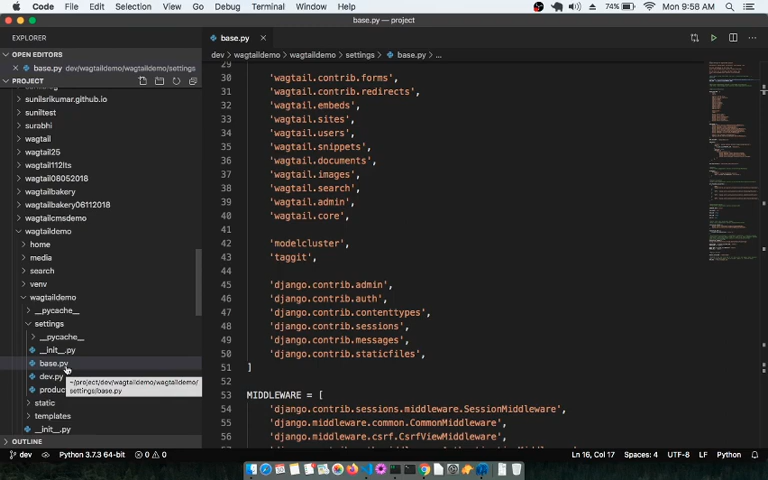 Code File Edit Selection View Go Debug Terminal Window Help
74% Mon 9:58 AM
base.py — project
EXPLORER
OPEN EDITORS
base.py dev/wagtaildemo/wagtaildemo/settings
PROJECT
sunilsrikumar.github.io
suniltest
surabhi
wagtail
wagtail25
wagtail112lts
wagtail08052018
wagtailbakery
wagtailbakery06112018
wagtailcmsdemo
wagtaildemo
home
media
search
venv
wagtaildemo
__pycache__
settings
__pycache__
__init__.py
base.py
dev.py
produc
~/project/dev/wagtaildemo/wagtaildemo/
settings/base.py
static
templates
__init__.py
OUTLINE
base.py
dev > wagtaildemo > wagtaildemo > settings > base.py > ...
29
30 'wagtail.contrib.forms',
31 'wagtail.contrib.redirects',
32 'wagtail.embeds',
33 'wagtail.sites',
34 'wagtail.users',
35 'wagtail.snippets',
36 'wagtail.documents',
37 'wagtail.images',
38 'wagtail.search',
39 'wagtail.admin',
40 'wagtail.core',
41
42 'modelcluster',
43 'taggit',
44
45 'django.contrib.admin',
46 'django.contrib.auth',
47 'django.contrib.contenttypes',
48 'django.contrib.sessions',
49 'django.contrib.messages',
50 'django.contrib.staticfiles',
51 ]
52
53 MIDDLEWARE = [
54 'django.contrib.sessions.middleware.SessionMiddleware',
55 'django.middleware.common.CommonMiddleware',
56 'django.middleware.csrf.CsrfViewMiddleware',
dev Python 3.7.3 64-bit 0 0 Ln 16, Col 17 Spaces: 4 UTF-8 LF Python